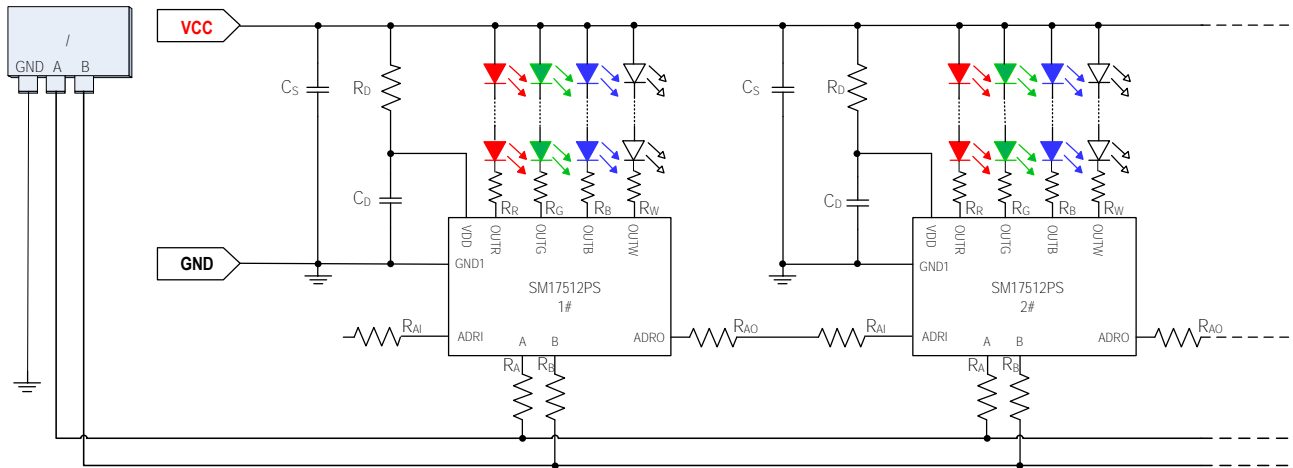 /
GND A B
VCC
GND
CS
RD
CD
RR
RG
RB
RW
VDD
OUTR
OUTG
OUTB
OUTW
GND1
SM17512PS
1#
ADRI
ADRO
A
B
RAI
RA
RB
RAO
CS
RD
CD
RR
RG
RB
RW
VDD
OUTR
OUTG
OUTB
OUTW
GND1
SM17512PS
2#
ADRI
ADRO
A
B
RAI
RA
RB
RAO